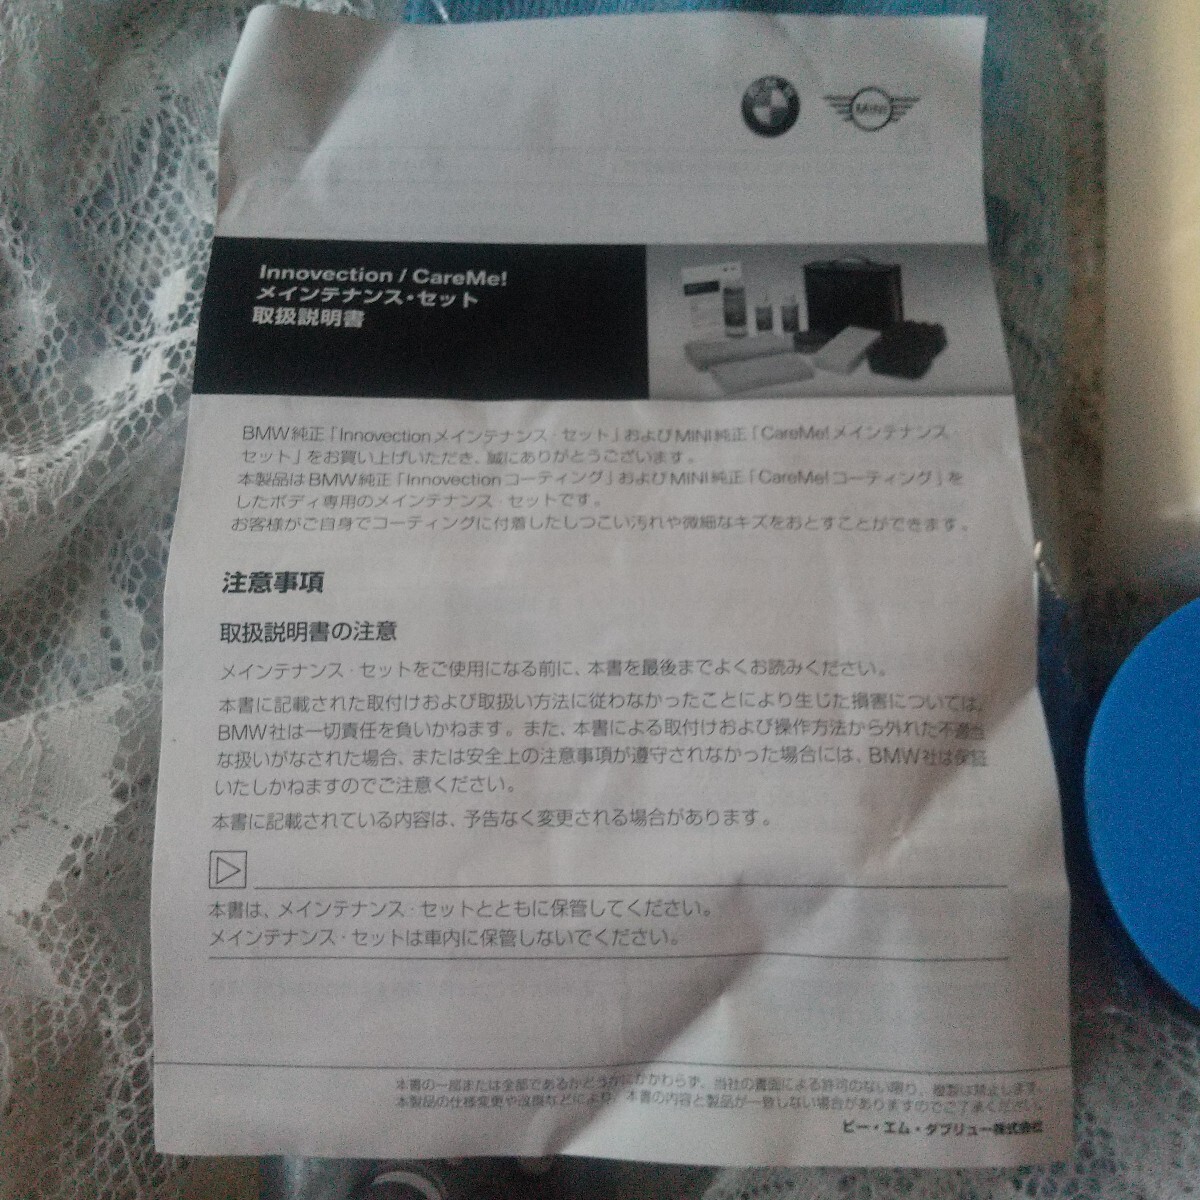 MINI
Innovection / CareMe!
メインテナンス・セット
取扱説明書
BMW純正「Innovectionメインテナンス・セット」およびMINI純正「CareMe!メインテナンス・
セット」をお買い上げいただき、誠にありがとうございます。
本製品はBMW純正「Innovectionコーティング」およびMINI純正「CareMe!コーティング」を
したボディ専用のメインテナンス・セットです。
お客様がご自身でコーティングに付着したしつこい汚れや微細なキズをおとすことができます。
注意事項
取扱説明書の注意
メインテナンス・セットをご使用になる前に、本書を最後までよくお読みください。
本書に記載された取付けおよび取扱い方法に従わなかったことにより生じた損害については、
BMW社は一切責任を負いかねます。また、本書による取付けおよび操作方法から外れた不適当
な扱いがなされた場合、または安全上の注意事項が遵守されなかった場合には、BMW社は保証
いたしかねますのでご注意ください。
本書に記載されている内容は、予告なく変更される場合があります。
本書は、メインテナンス・セットとともに保管してください。
メインテナンス・セットは車内に保管しないでください。
本書の一部または全部であるかどうかにかかわらず、当社の書面による許可のない限り、複製は禁止します。
本製品の仕様変更や改良などにより、本書の内容と製品が一致しない場合がありますのでご了承ください。
ビー・エム・ダブリュー株式会社